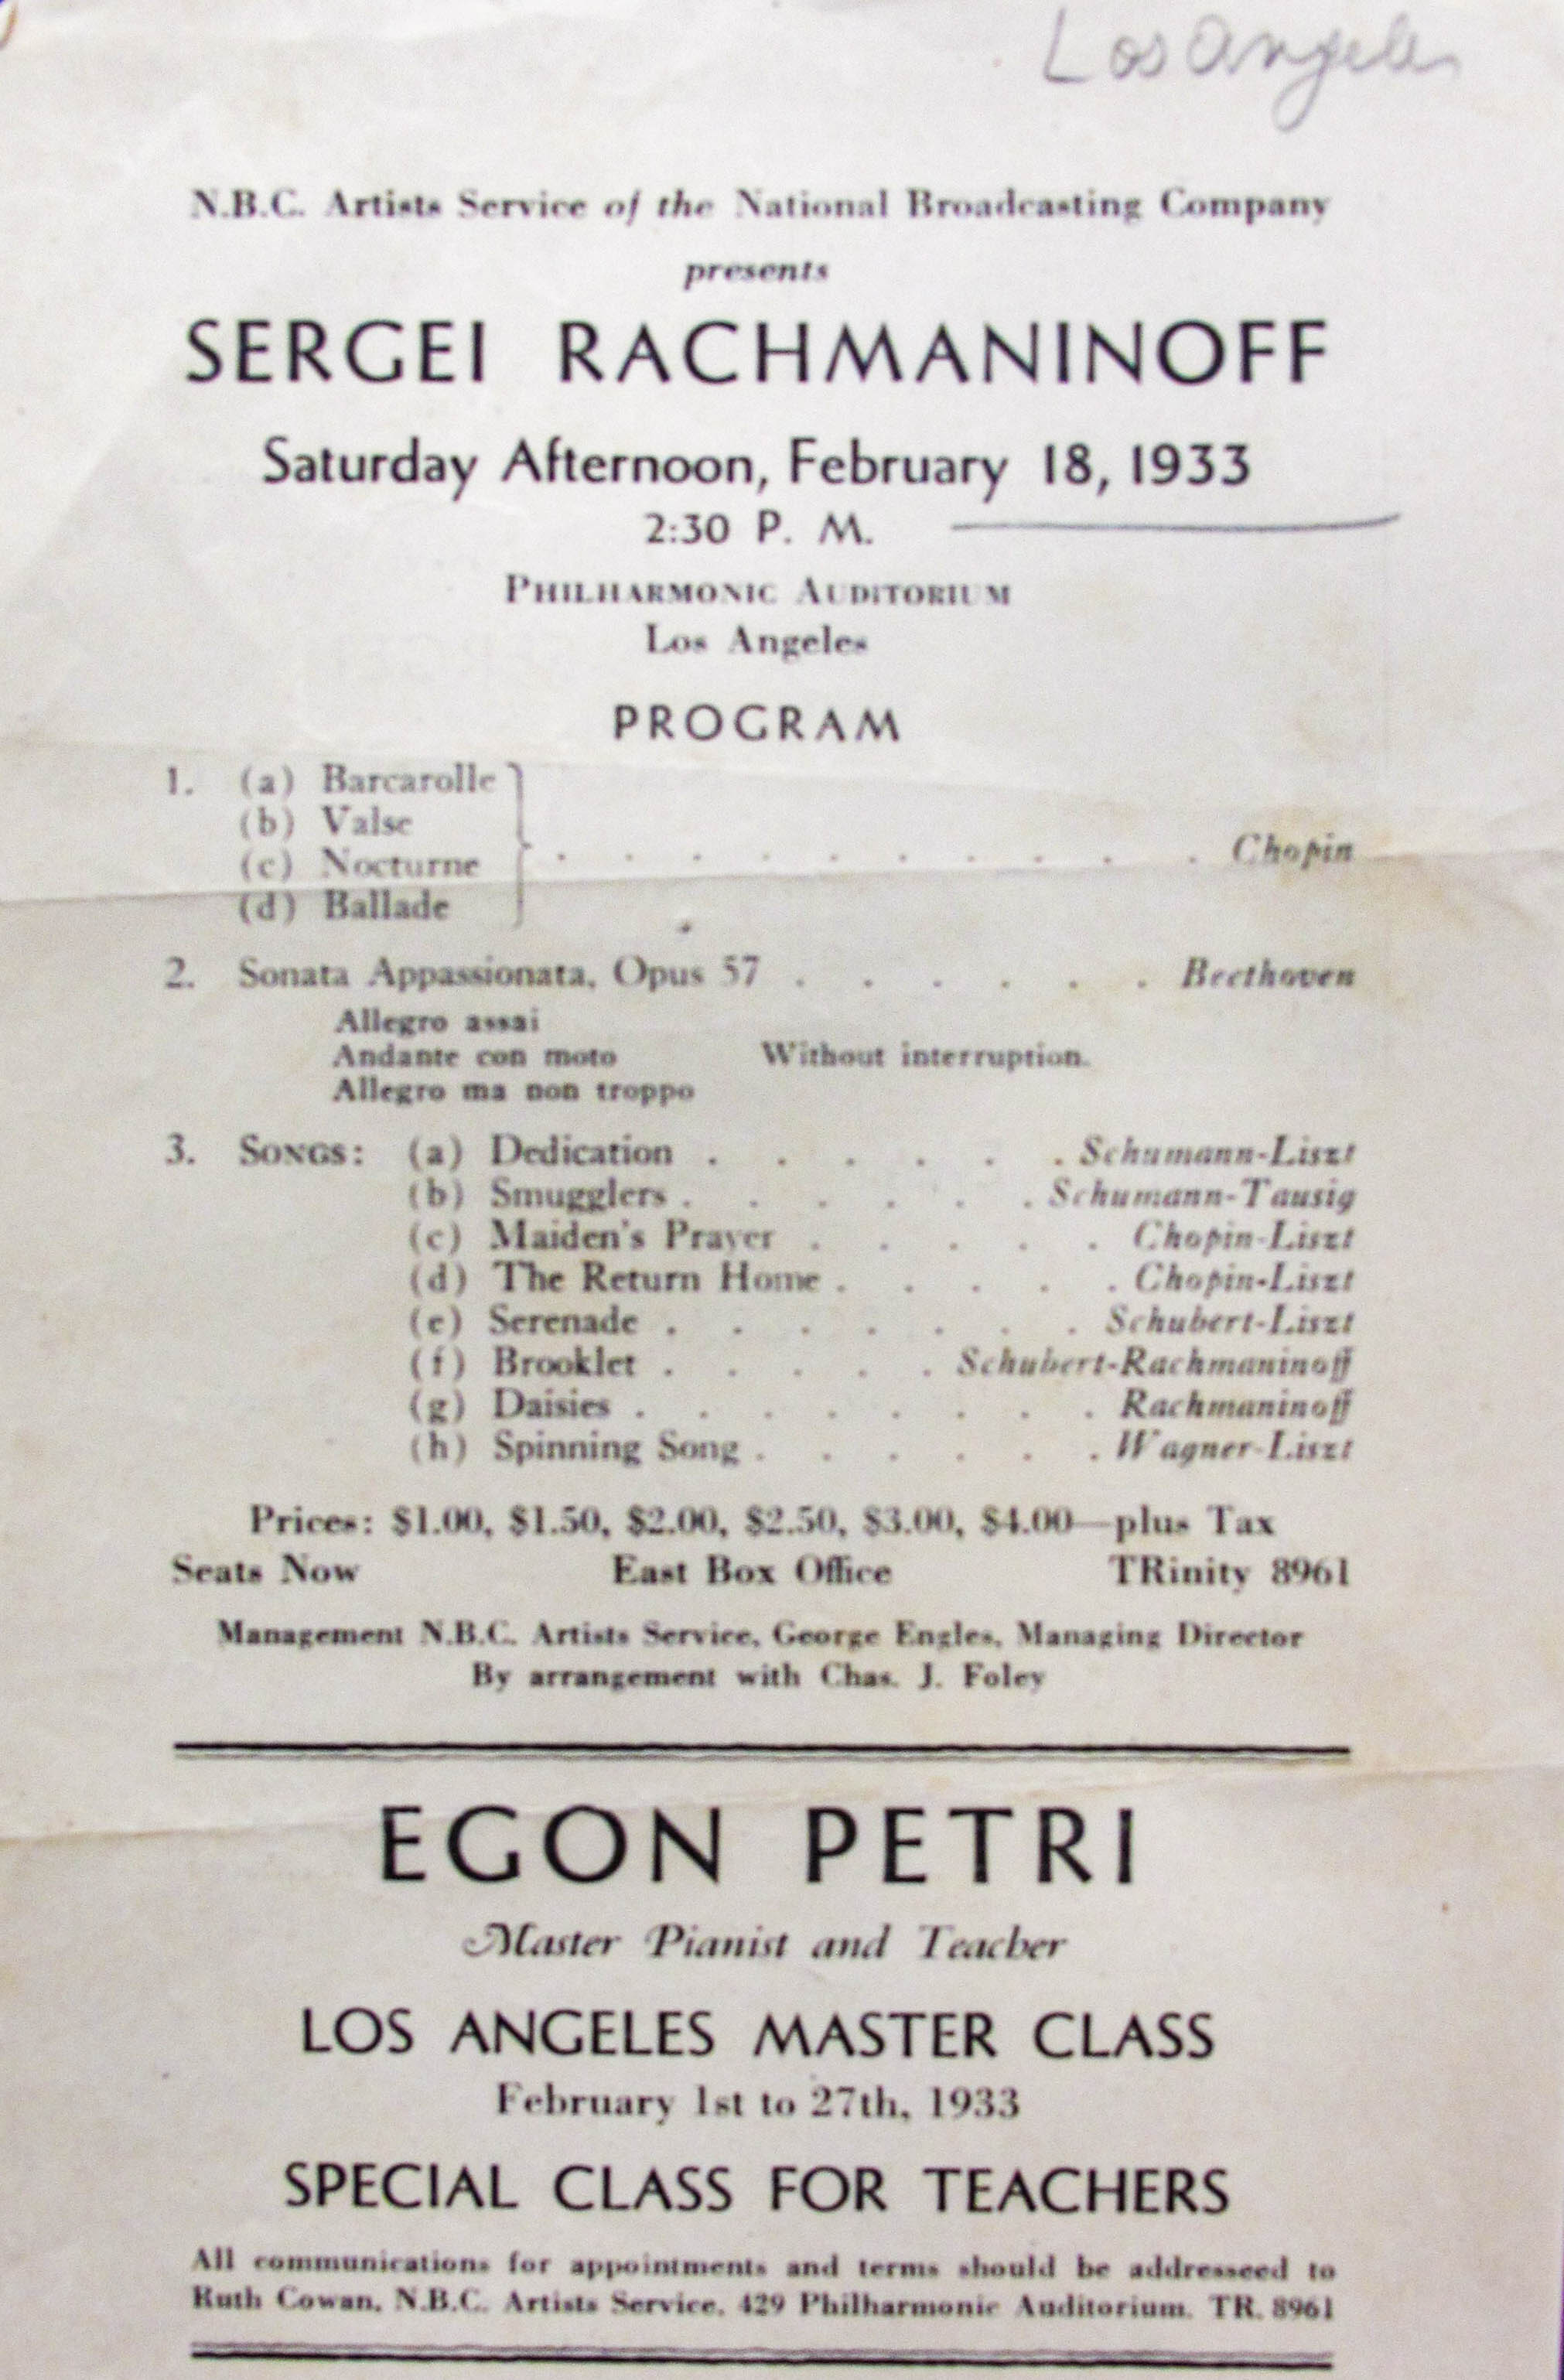 Los Angeles
N.B.C. Artists Service of the National Broadcasting Company
presents
SERGEI RACHMANINOFF
Saturday Afternoon, February 18, 1933
2:30 P. M.
PHILHARMONIC AUDITORIUM
Los Angeles
PROGRAM
1. (a) Barcarolle
(b) Valse
(c) Nocturne
(d) Ballade
. . . . . . . . . . Chopin
2. Sonata Appassionata, Opus 57 . . . . . . Beethoven
Allegro assai
Andante con moto Without interruption.
Allegro ma non troppo
3. SONGS: (a) Dedication . . . . . . Schumann-Liszt
(b) Smugglers . . . . . . Schumann-Tausig
(c) Maiden's Prayer . . . . . Chopin-Liszt
(d) The Return Home . . . . . Chopin-Liszt
(e) Serenade . . . . . . . Schubert-Liszt
(f) Brooklet . . . . . Schubert-Rachmaninoff
(g) Daisies . . . . . . . . Rachmaninoff
(h) Spinning Song . . . . . . Wagner-Liszt
Prices: $1.00, $1.50, $2.00, $2.50, $3.00, $4.00—plus Tax
Seats Now East Box Office TRinity 8961
Management N.B.C. Artists Service, George Engles, Managing Director
By arrangement with Chas. J. Foley
EGON PETRI
Master Pianist and Teacher
LOS ANGELES MASTER CLASS
February 1st to 27th, 1933
SPECIAL CLASS FOR TEACHERS
All communications for appointments and terms should be addresseed to
Ruth Cowan, N.B.C. Artists Service, 429 Philharmonic Auditorium. TR. 8961